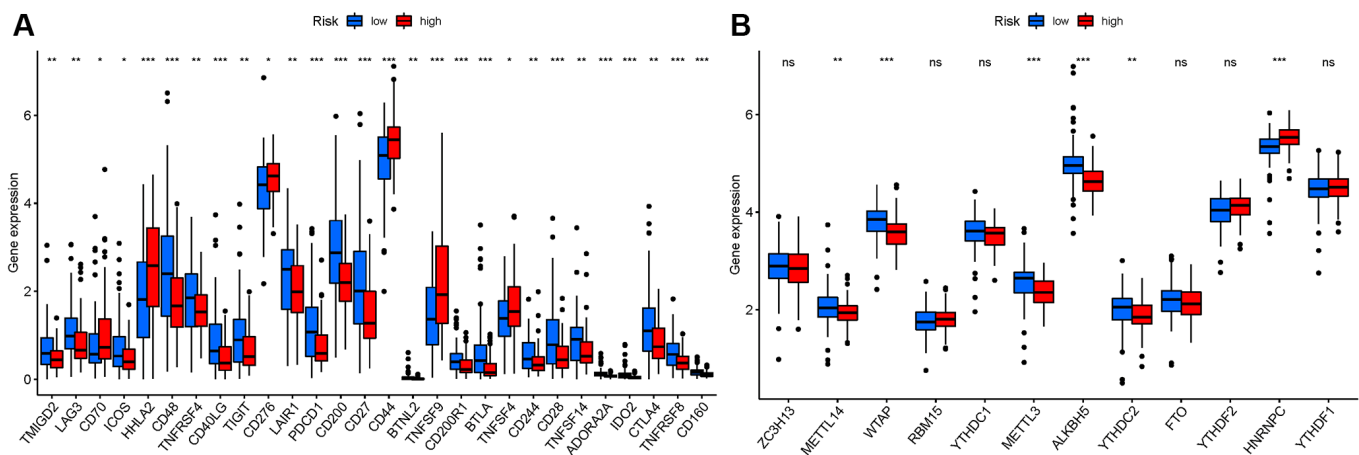 A
Risk low high
** ** * * *** *** *** *** ** * ** *** *** *** *** ** *** *** *** * ** *** ** *** *** ** *** ***
Gene expression
6
4
2
0
TMIGD2 LAG3 CD70 ICOS HHLA2 CD48 TNFRSF4 CD40LG TIGIT CD276 LAIR1 PDCD1 CD200 CD27 CD44 BTNL2 TNFSF9 CD200R1 BTLA TNFSF4 CD244 CD28 TNFSF14 ADORA2A IDO2 CTLA4 TNFRSF8 CD160
B
Risk low high
ns ** *** ns ns *** *** ** ns ns *** ns
Gene expression
6
4
2
ZC3H13 METTL14 WTAP RBM15 YTHDC1 METTL3 ALKBH5 YTHDC2 FTO YTHDF2 HNRNPC YTHDF1